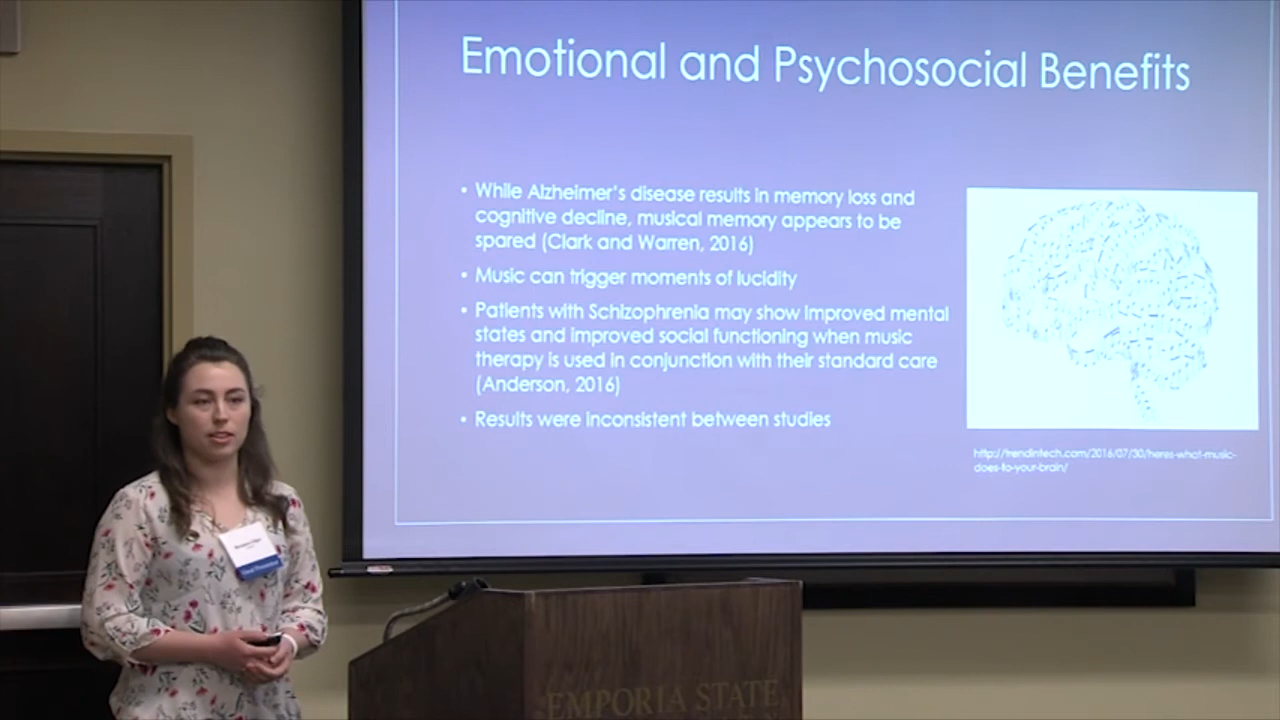 Emotional and Psychosocial Benefits
• While Alzheimer's disease results in memory loss and
cognitive decline, musical memory appears to be
spared (Clark and Warren, 2016)
• Music can trigger moments of lucidity
• Patients with Schizophrenia may show improved mental
states and improved social functioning when music
therapy is used in conjunction with their standard care
(Anderson, 2016)
• Results were inconsistent between studies
http://trendintech.com/2016/07/30/heres-what-music-
does-to-your-brain/
EMPORIA STATE